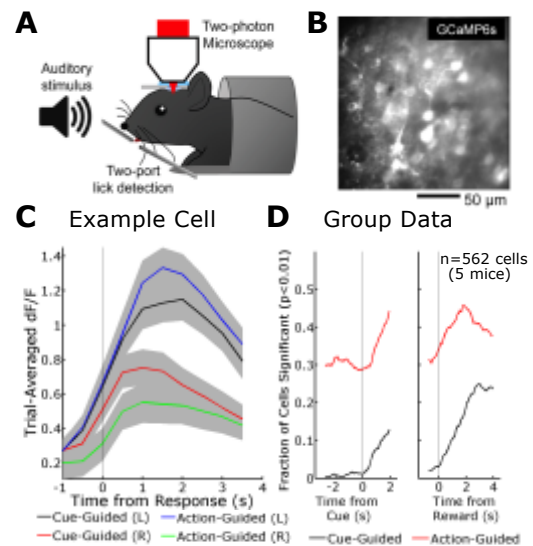 A
Two-photon
Microscope
Auditory
stimulus
Two-port
lick detection
B
GCaMP6s
50 μm
C Example Cell
Trial-Averaged dF/F
1.4
1.2
1
0.8
0.6
0.4
0.2
-1 0 1 2 3 4
Time from Response (s)
Cue-Guided (L)
Action-Guided (L)
Cue-Guided (R)
Action-Guided (R)
D Group Data
n=562 cells
(5 mice)
Fraction of Cells Significant (p<0.01)
0.5
0.4
0.3
0.2
0.1
0
-2 0 2
Time from
Cue (s)
0 2 4
Time from
Reward (s)
Cue-Guided
Action-Guided